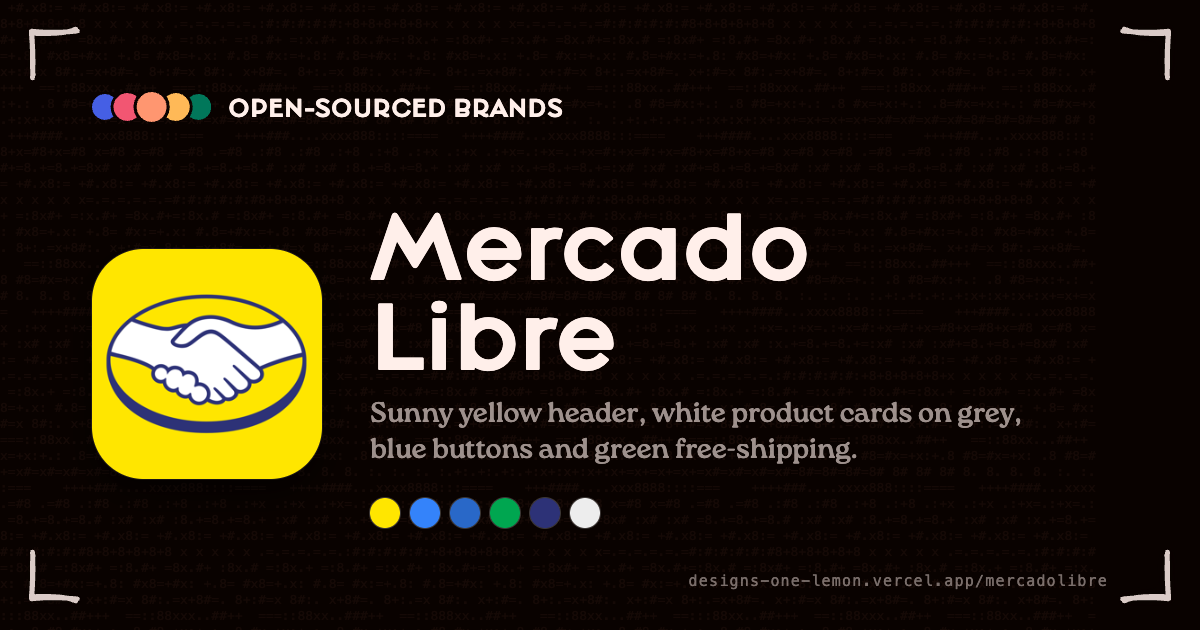 OPEN-SOURCED BRANDS
Mercado
Libre
Sunny yellow header, white product cards on grey,
blue buttons and green free-shipping.
designs-one-lemon.vercel.app/mercadolibre